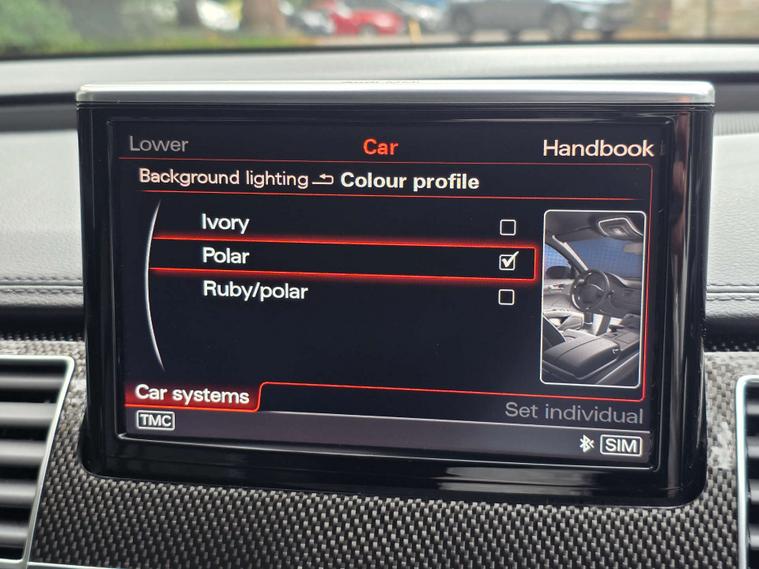 Lower Car Handbook
Background lighting Colour profile
Ivory
Polar
Ruby/polar
Car systems
Set individual
TMC
SIM